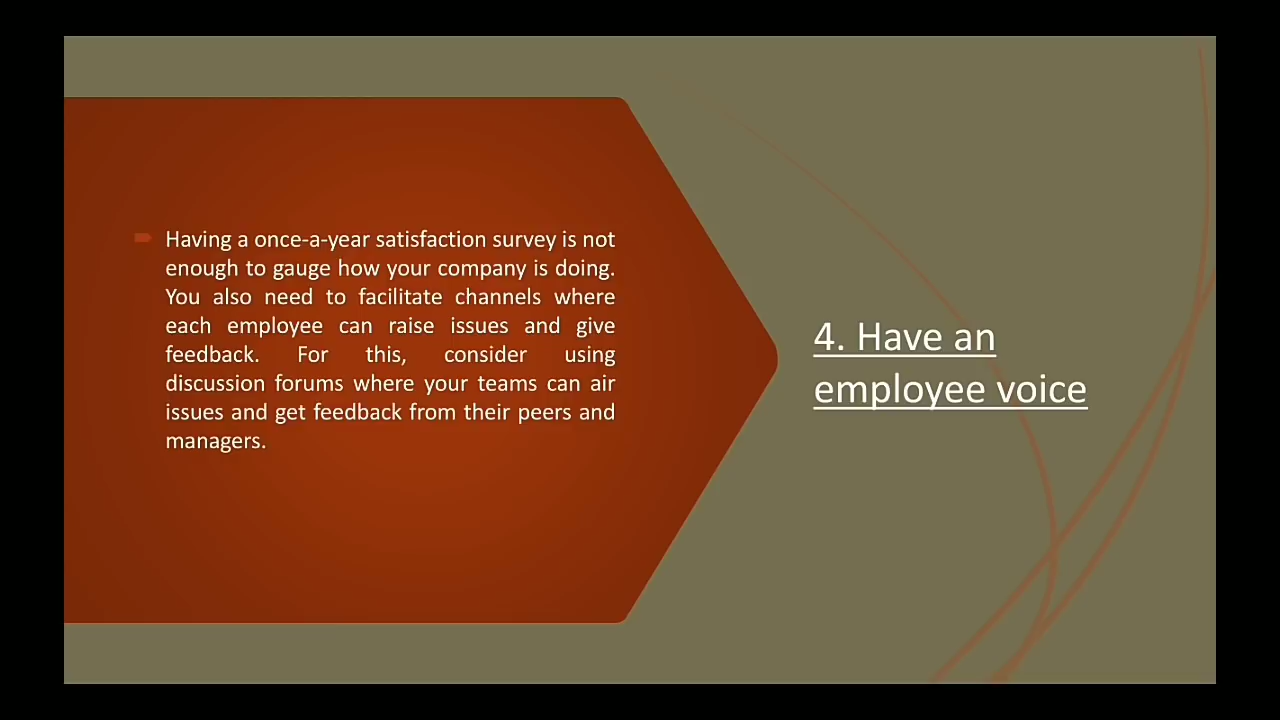 Having a once-a-year satisfaction survey is not
enough to gauge how your company is doing.
You also need to facilitate channels where
each employee can raise issues and give
feedback. For this, consider using
discussion forums where your teams can air
issues and get feedback from their peers and
managers.
4. Have an
employee voice